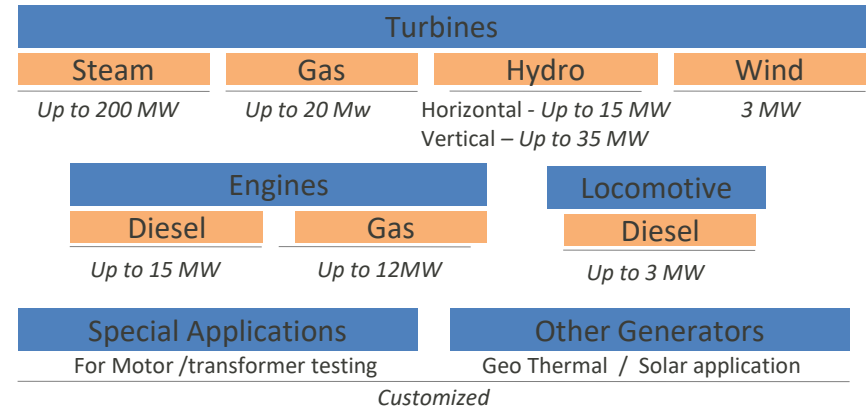 Turbines
Steam Gas Hydro Wind
Up to 200 MW Up to 20 Mw Horizontal - Up to 15 MW 3 MW
Vertical – Up to 35 MW
Engines Locomotive
Diesel Gas Diesel
Up to 15 MW Up to 12MW Up to 3 MW
Special Applications Other Generators
For Motor /transformer testing Geo Thermal / Solar application
Customized